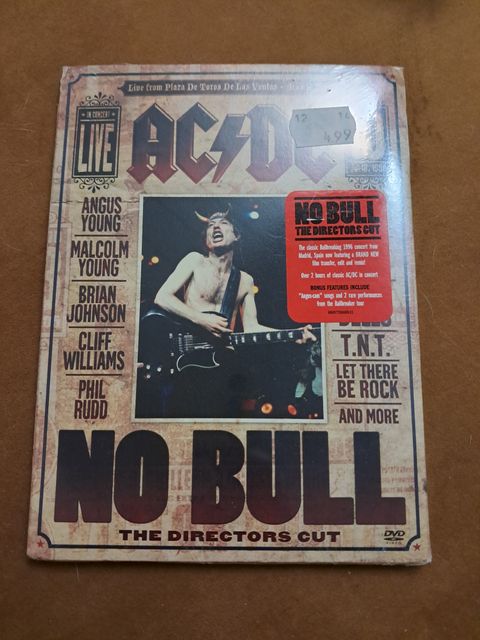 Live from Plaza De Toros De Las Ventas
IN CONCERT
LIVE
AC/DC
12 14
4.99
ANGUS
YOUNG
MALCOLM
YOUNG
BRIAN
JOHNSON
CLIFF
WILLIAMS
PHIL
RUDD
NO BULL
THE DIRECTORS CUT
The classic Ballbreaking 1996 concert from
Madrid, Spain now featuring a BRAND NEW
film transfer, edit and remix!
Over 2 hours of classic AC/DC in concert
BONUS FEATURES INCLUDE
"Angus-cam" songs and 2 rare performances
from the Ballbreaker tour
BELLS
T.N.T.
LET THERE
BE ROCK
AND MORE
NO BULL
THE DIRECTORS CUT
DVD
VIDEO